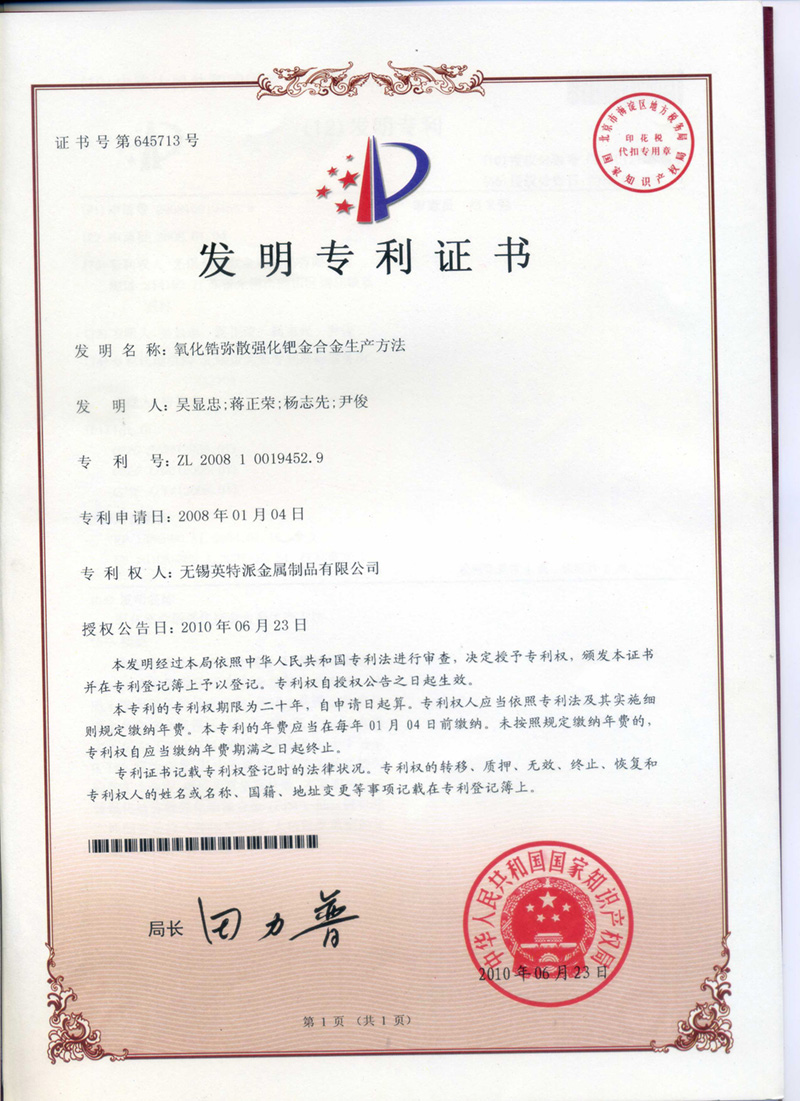 证书号第645713号
北京市海淀区地方税务局
印花税
代扣专用章
国家知识产权局
发明专利证书
发明名称：氧化锆弥散强化钯金合金生产方法
发明人：吴显忠;蒋正荣;杨志先;尹俊
专利号：ZL 2008 1 0019452.9
专利申请日：2008年01月04日
专利权人：无锡英特派金属制品有限公司
授权公告日：2010年06月23日
本发明经过本局依照中华人民共和国专利法进行审查，决定授予专利权，颁发本证书
并在专利登记簿上予以登记。专利权自授权公告之日起生效。
本专利的专利权期限为二十年，自申请日起算。专利权人应当依照专利法及其实施细
则规定缴纳年费。本专利的年费应当在每年01月04日前缴纳。未按照规定缴纳年费的，
专利权自应当缴纳年费期满之日起终止。
专利证书记载专利权登记时的法律状况。专利权的转移、质押、无效、终止、恢复和
专利权人的姓名或名称、国籍、地址变更等事项记载在专利登记簿上。
局长 田力普
中华人民共和国国家知识产权局
2010年06月23日
第1页（共1页）